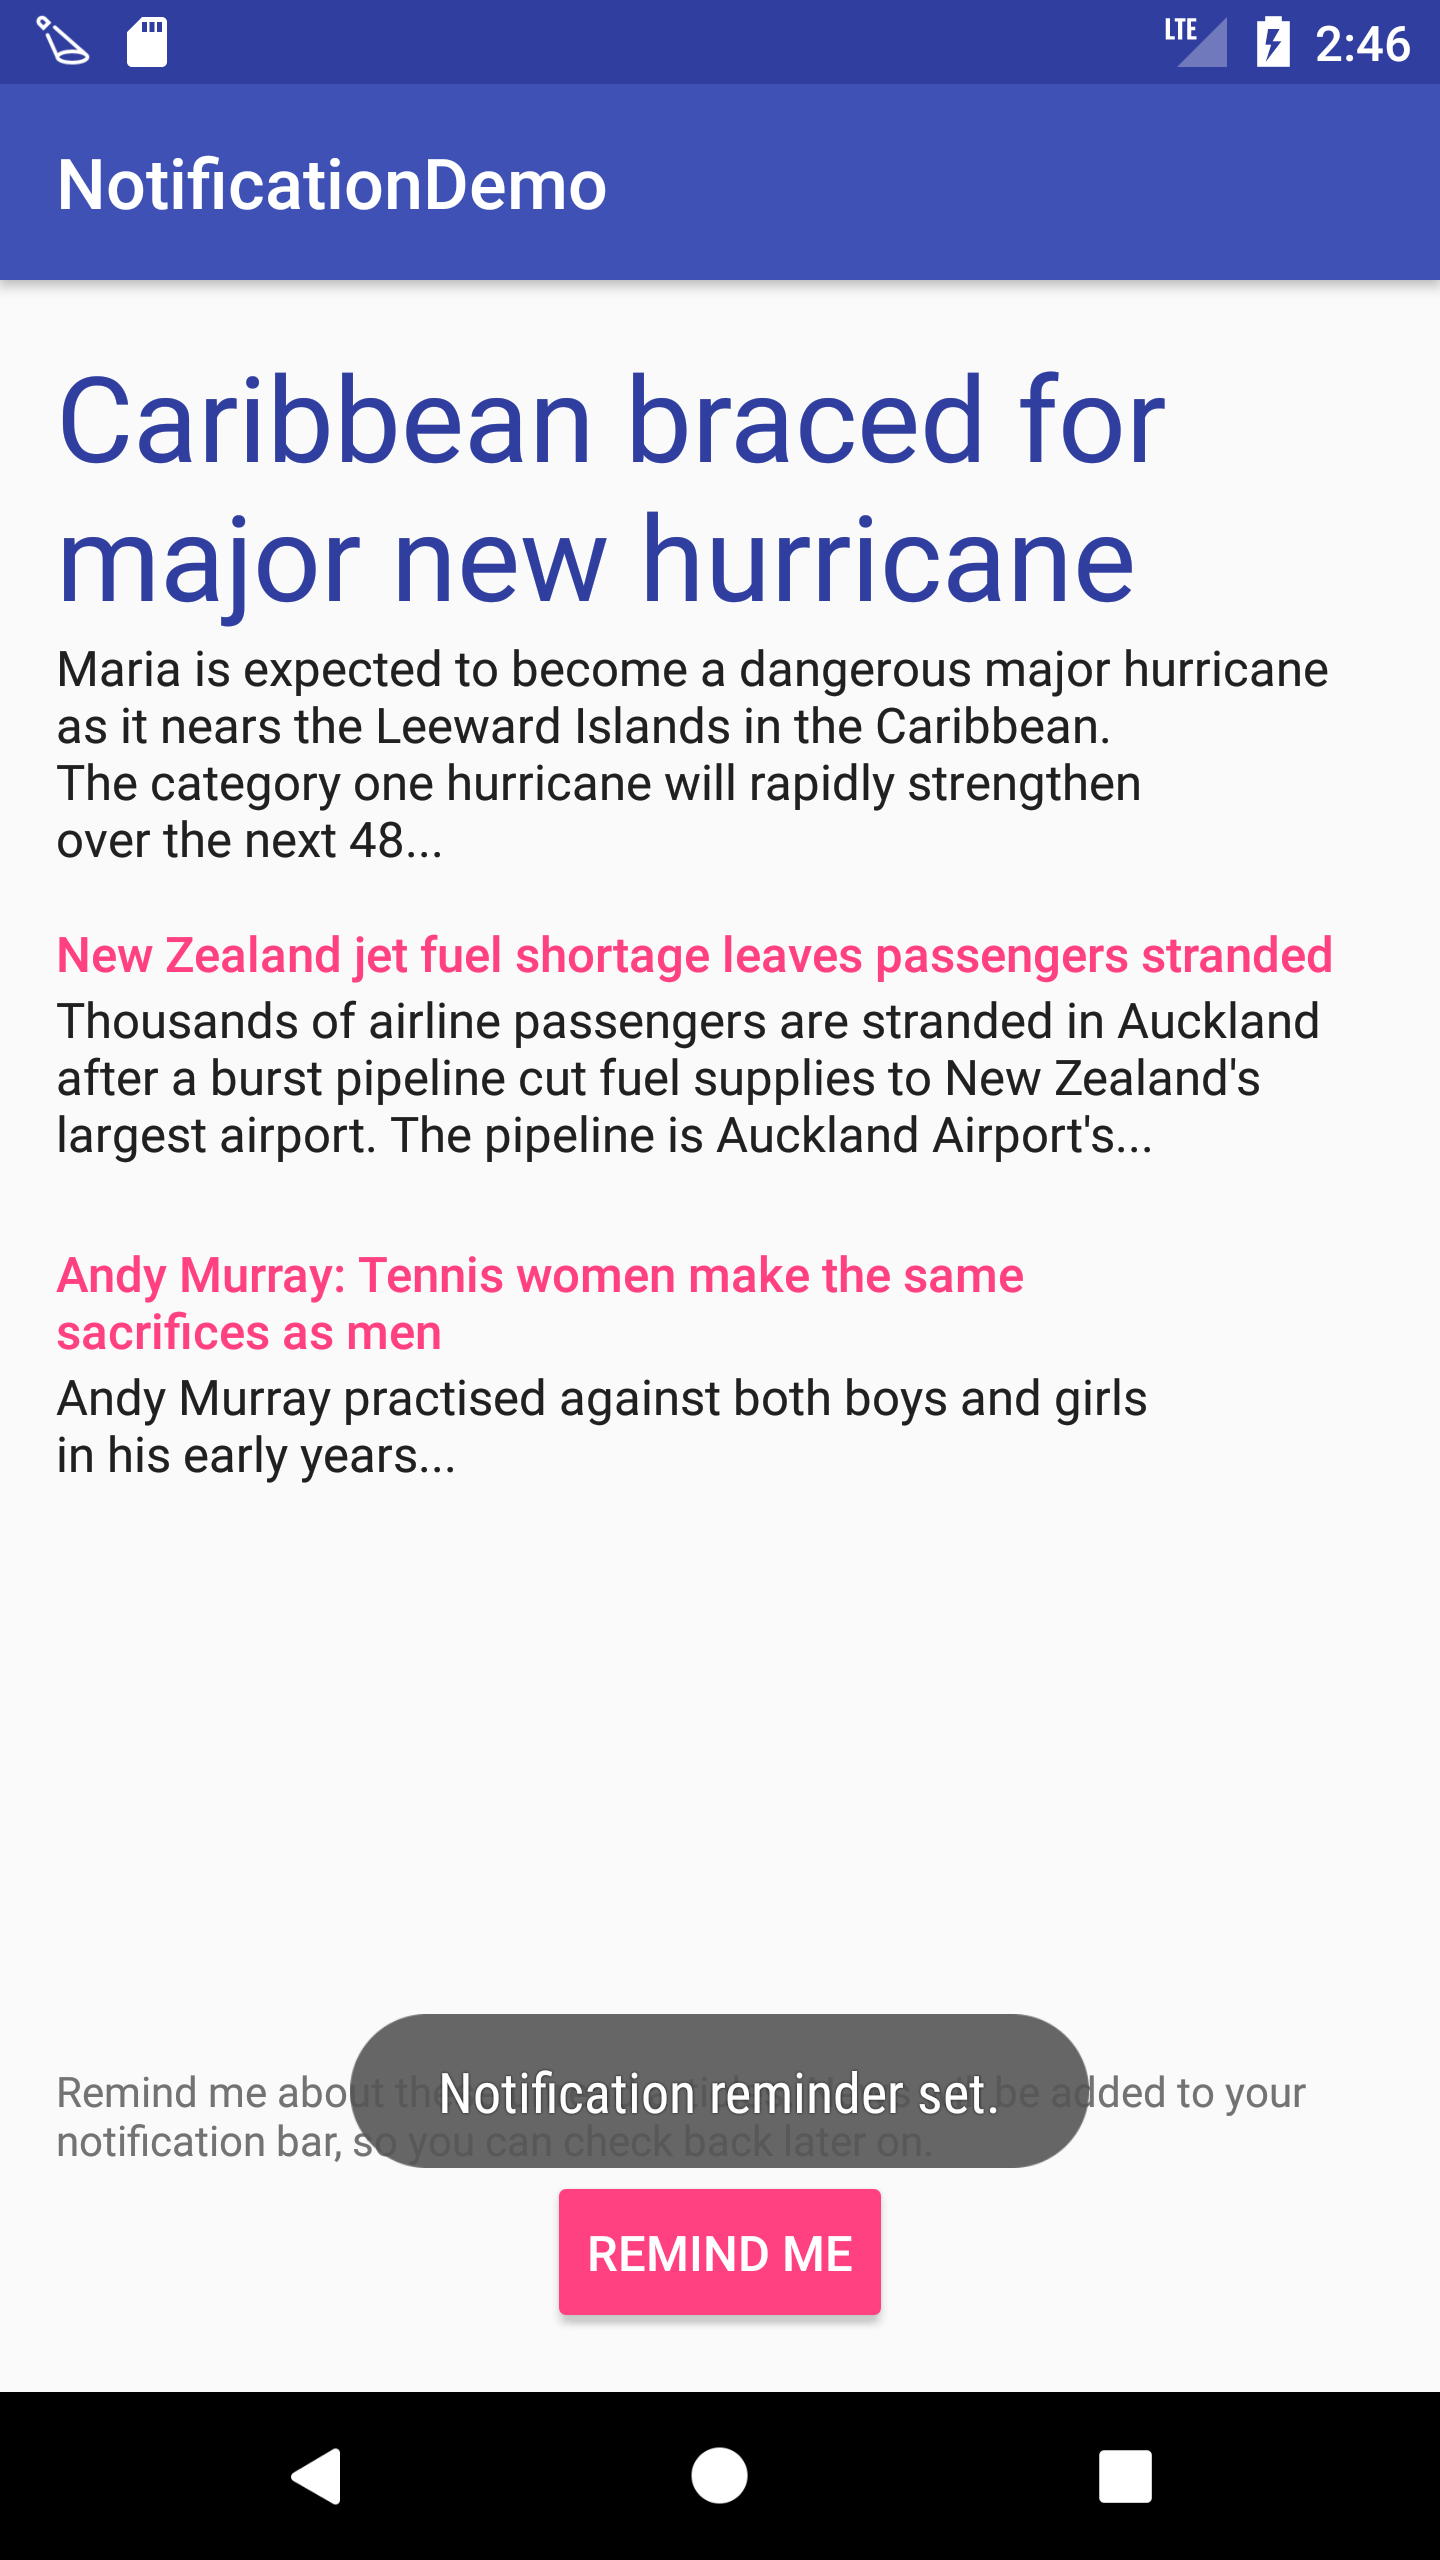 LTE 2:46
NotificationDemo
Caribbean braced for
major new hurricane
Maria is expected to become a dangerous major hurricane
as it nears the Leeward Islands in the Caribbean.
The category one hurricane will rapidly strengthen
over the next 48...
New Zealand jet fuel shortage leaves passengers stranded
Thousands of airline passengers are stranded in Auckland
after a burst pipeline cut fuel supplies to New Zealand's
largest airport. The pipeline is Auckland Airport's...
Andy Murray: Tennis women make the same
sacrifices as men
Andy Murray practised against both boys and girls
in his early years...
Notification reminder set.
Remind me about be added to your
notification bar, so you can check back later on.
REMIND ME